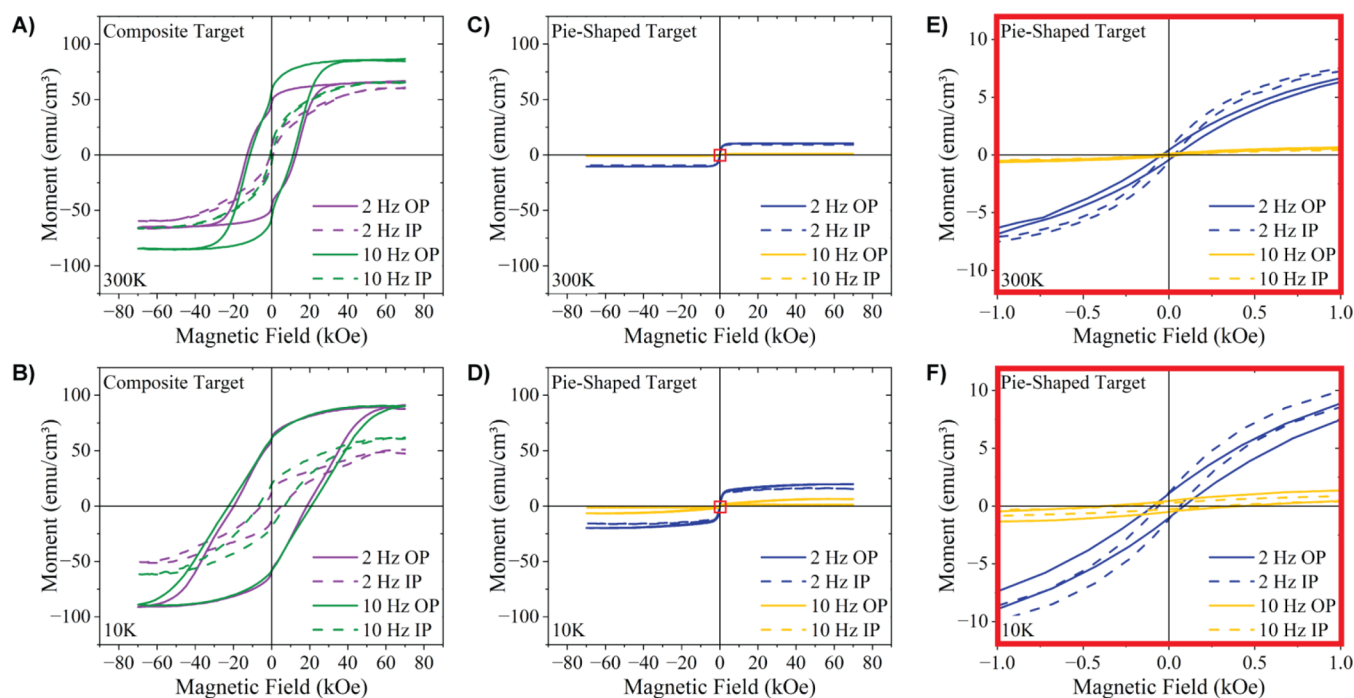 A)
Composite Target
Moment (emu/cm³)
100
50
0
−50
−100
2 Hz OP
2 Hz IP
10 Hz OP
10 Hz IP
300K
−80 −60 −40 −20 0 20 40 60 80
Magnetic Field (kOe)
C)
Pie-Shaped Target
Moment (emu/cm³)
100
50
0
−50
−100
2 Hz OP
2 Hz IP
10 Hz OP
10 Hz IP
300K
−80 −60 −40 −20 0 20 40 60 80
Magnetic Field (kOe)
E)
Pie-Shaped Target
Moment (emu/cm³)
10
5
0
−5
−10
2 Hz OP
2 Hz IP
10 Hz OP
10 Hz IP
300K
−1.0 −0.5 0.0 0.5 1.0
Magnetic Field (kOe)
B)
Composite Target
Moment (emu/cm³)
100
50
0
−50
−100
2 Hz OP
2 Hz IP
10 Hz OP
10 Hz IP
10K
−80 −60 −40 −20 0 20 40 60 80
Magnetic Field (kOe)
D)
Pie-Shaped Target
Moment (emu/cm³)
100
50
0
−50
−100
2 Hz OP
2 Hz IP
10 Hz OP
10 Hz IP
10K
−80 −60 −40 −20 0 20 40 60 80
Magnetic Field (kOe)
F)
Pie-Shaped Target
Moment (emu/cm³)
10
5
0
−5
−10
2 Hz OP
2 Hz IP
10 Hz OP
10 Hz IP
10K
−1.0 −0.5 0.0 0.5 1.0
Magnetic Field (kOe)